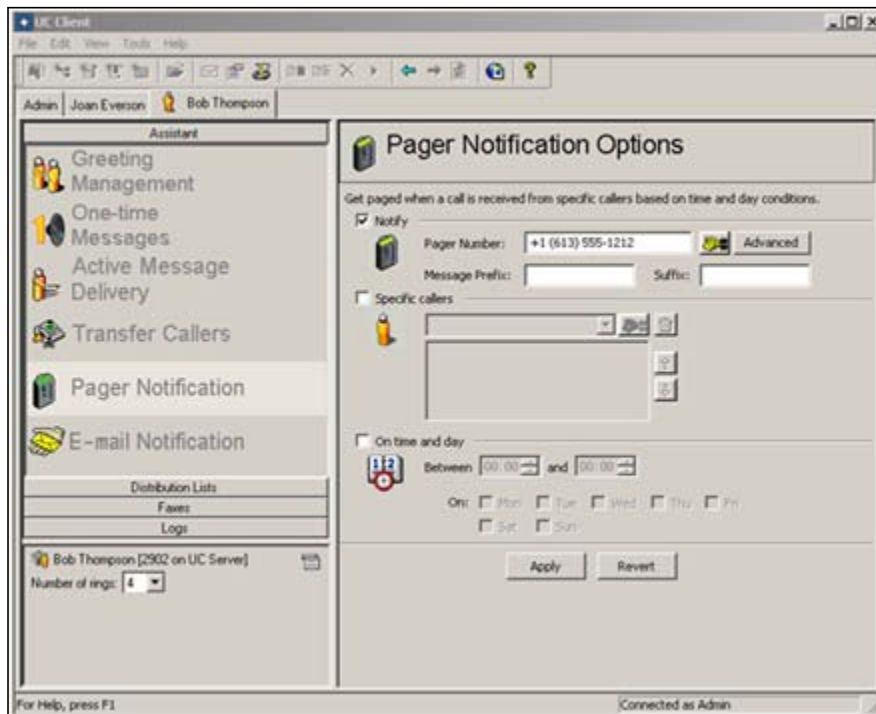 UC Client
File Edit View Tools Help
Admin Joan Everson Bob Thompson
Assistant
Greeting
Management
One-time
Messages
Active Message
Delivery
Transfer Callers
Pager Notification
E-mail Notification
Distribution Lists
Faxes
Logs
Bob Thompson [2902 on UC Server]
Number of rings: 4
Pager Notification Options
Get paged when a call is received from specific callers based on time and day conditions.
Notify
Pager Number: +1 (613) 555-1212 Advanced
Message Prefix: Suffix:
Specific callers
On time and day
12
Between 00:00 and 00:00
On: Mon Tue Wed Thu Fri
Sat Sun
Apply Revert
For Help, press F1 Connected as Admin